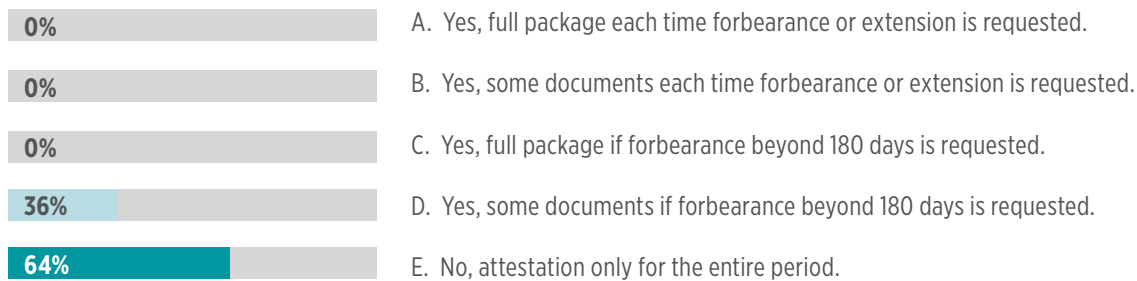 0% A. Yes, full package each time forbearance or extension is requested.
0% B. Yes, some documents each time forbearance or extension is requested.
0% C. Yes, full package if forbearance beyond 180 days is requested.
36% D. Yes, some documents if forbearance beyond 180 days is requested.
64% E. No, attestation only for the entire period.